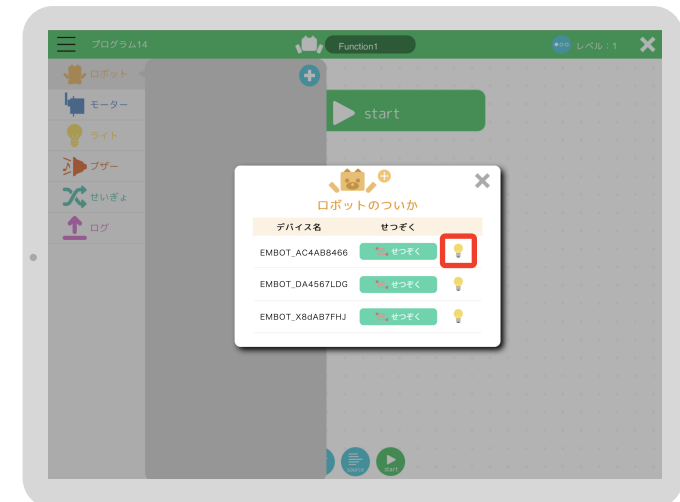 プログラム14
Function1
レベル:1
ロボット
モーター
ライト
ブザー
せいぎょ
ログ
start
ロボットのついか
デバイス名 せつぞく
EMBOT_AC4AB8466 せつぞく
EMBOT_DA4567LDG せつぞく
EMBOT_X8dAB7FHJ せつぞく
source
start